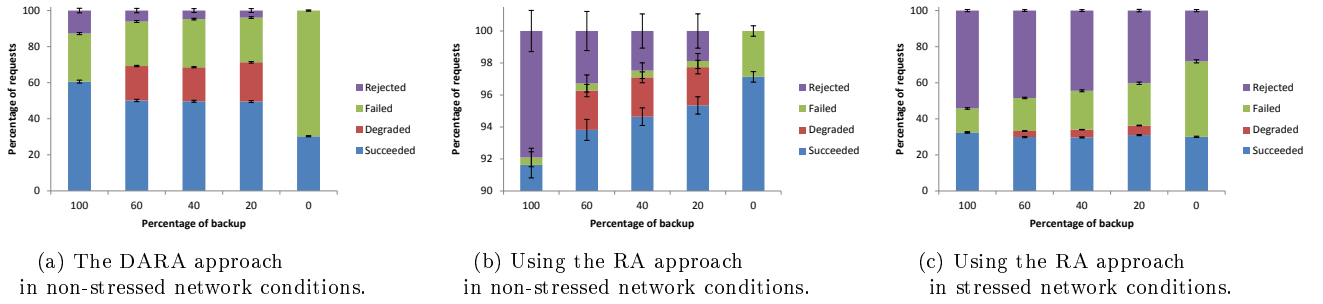 Percentage of requests
100
80
60
40
20
0
100
60
40
20
0
Percentage of backup
Rejected
Failed
Degraded
Succeeded
(a) The DARA approach
in non-stressed network conditions.
Percentage of requests
100
98
96
94
92
90
100
60
40
20
0
Percentage of backup
Rejected
Failed
Degraded
Succeeded
(b) Using the RA approach
in non-stressed network conditions.
Percentage of requests
100
80
60
40
20
0
100
60
40
20
0
Percentage of backup
Rejected
Failed
Degraded
Succeeded
(c) Using the RA approach
in stressed network conditions.